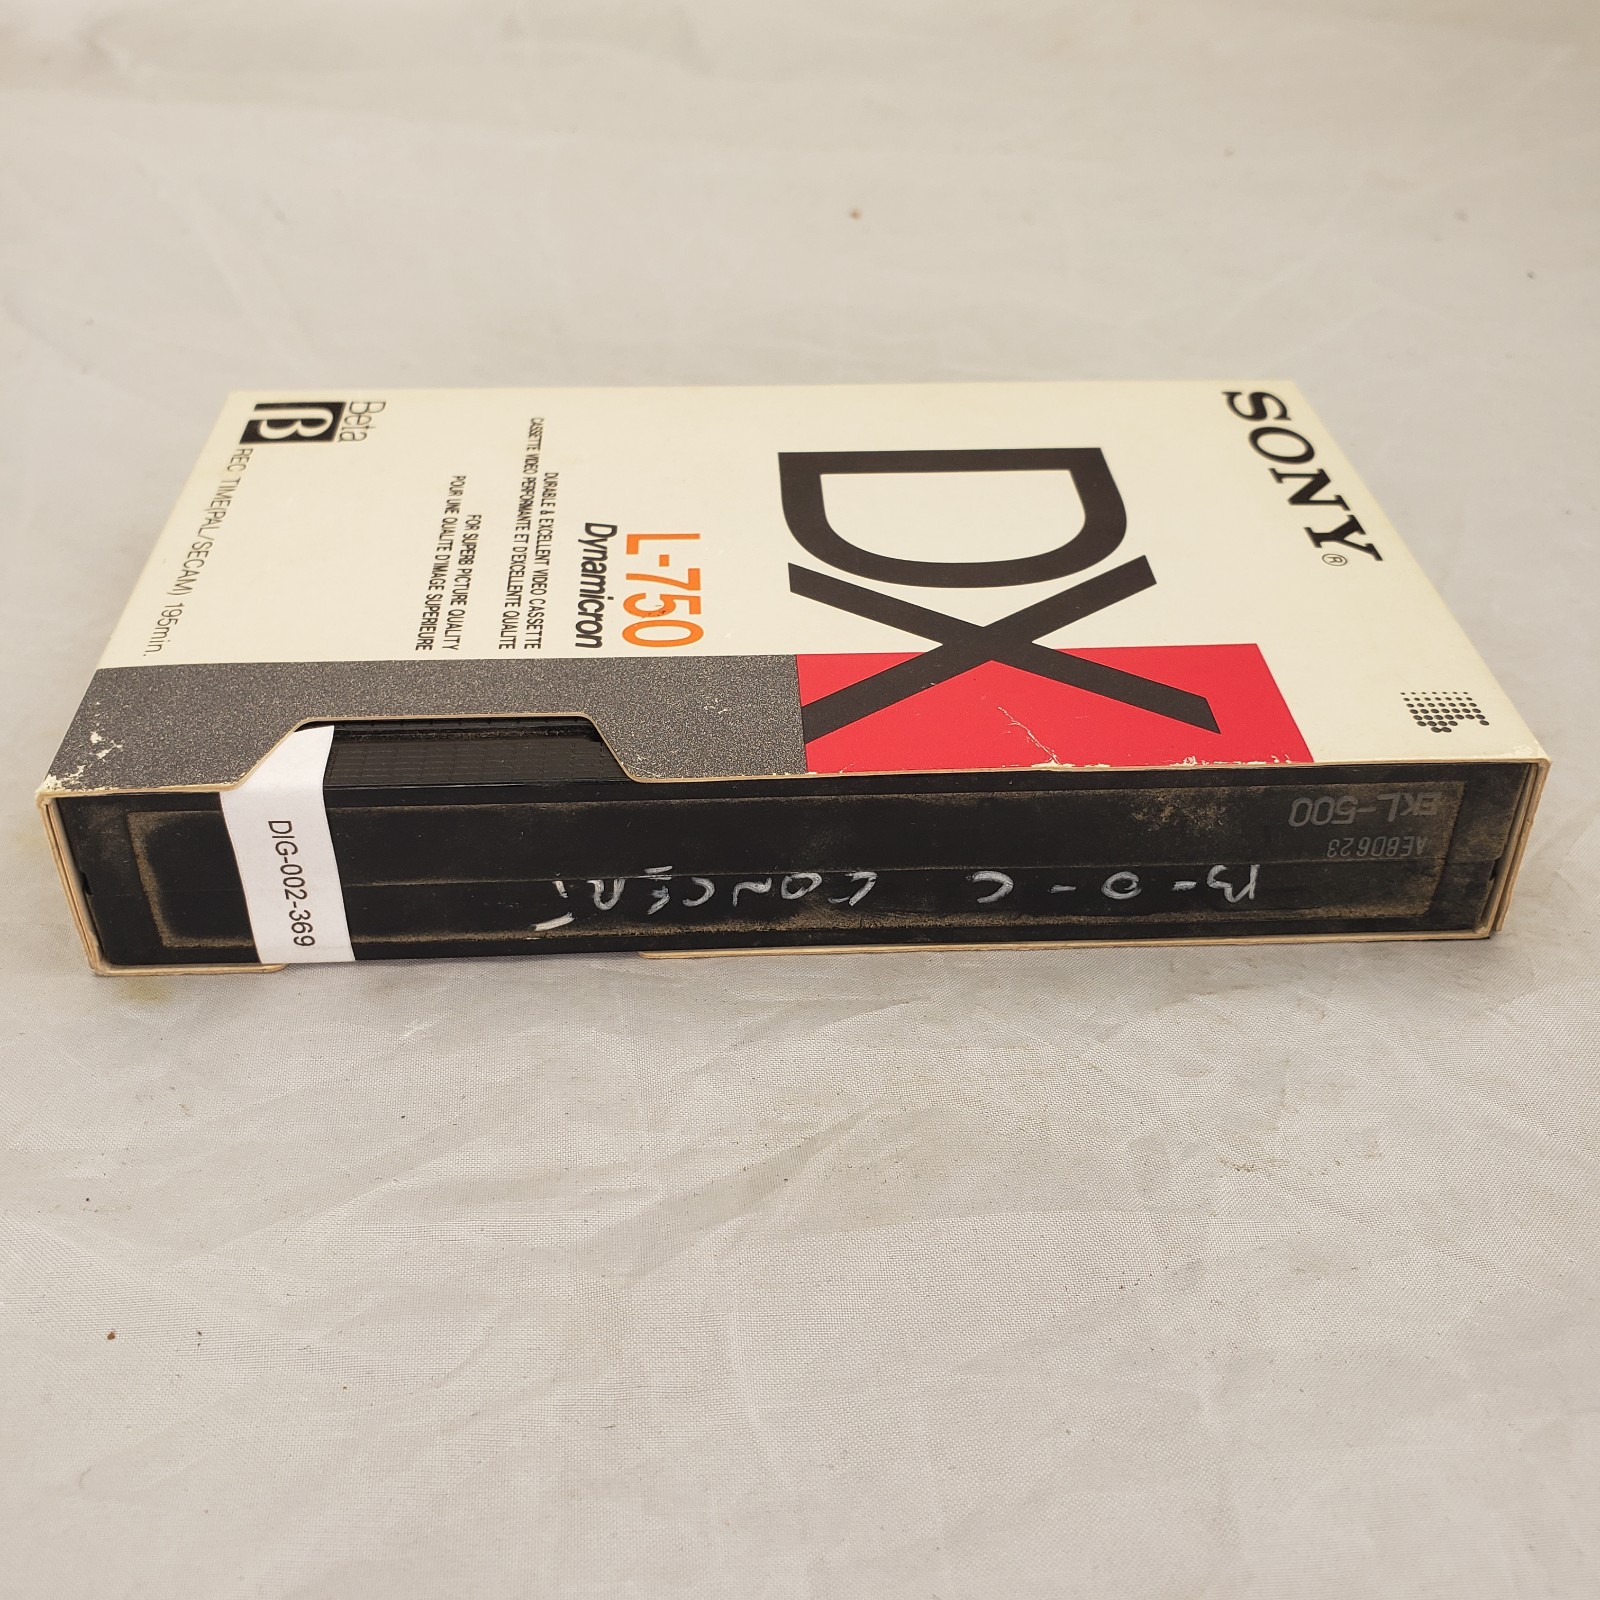 SONY®
DX
L-750
Dynamicron
DURABLE & EXCELLENT VIDEO CASSETTE
CASSETTE VIDEO PERFORMANTE ET D'EXCELLENTE QUALITE
FOR SUPERB PICTURE QUALITY
POUR UNE QUALITE D'IMAGE SUPERIEURE
Beta
β REC TIME(PAL/SECAM) 195min.
DIG-002-369
EKL-500
AE80623
B-O-C CONCERT